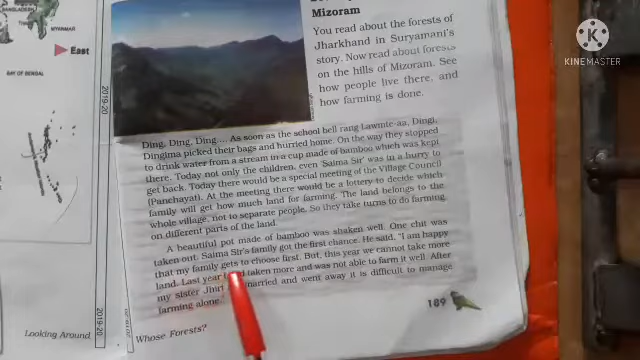 BANGLADESH
MYANMAR
East
BAY OF BENGAL
2019-20
2019-20
Looking Around
Mizoram
You read about the forests of
Jharkhand in Suryamani's
story. Now read about forests
on the hills of Mizoram. See
how people live there, and
how farming is done.
Ding, Ding, Ding.... As soon as the school bell rang Lawmte-aa, Dingi,
Dingima picked their bags and hurried home. On the way they stopped
to drink water from a stream in a cup made of bamboo which was kept
there. Today not only the children, even 'Saima Sir' was in a hurry to
get back. Today there would be a special meeting of the Village Council
(Panchayat). At the meeting there would be a lottery to decide which
family will get how much land for farming. The land belongs to the
whole village, not to separate people. So they take turns to do farming
on different parts of the land.
A beautiful pot made of bamboo was shaken well. One chit was
taken out. Saima Sir's family got the first chance. He said, "I am happy
that my family gets to choose first. But, this year we cannot take more
land. Last year I had taken more and was not able to farm it well. After
my sister Jhiri married and went away it is difficult to manage
farming alone."
Whose Forests?
189
KINEMASTER